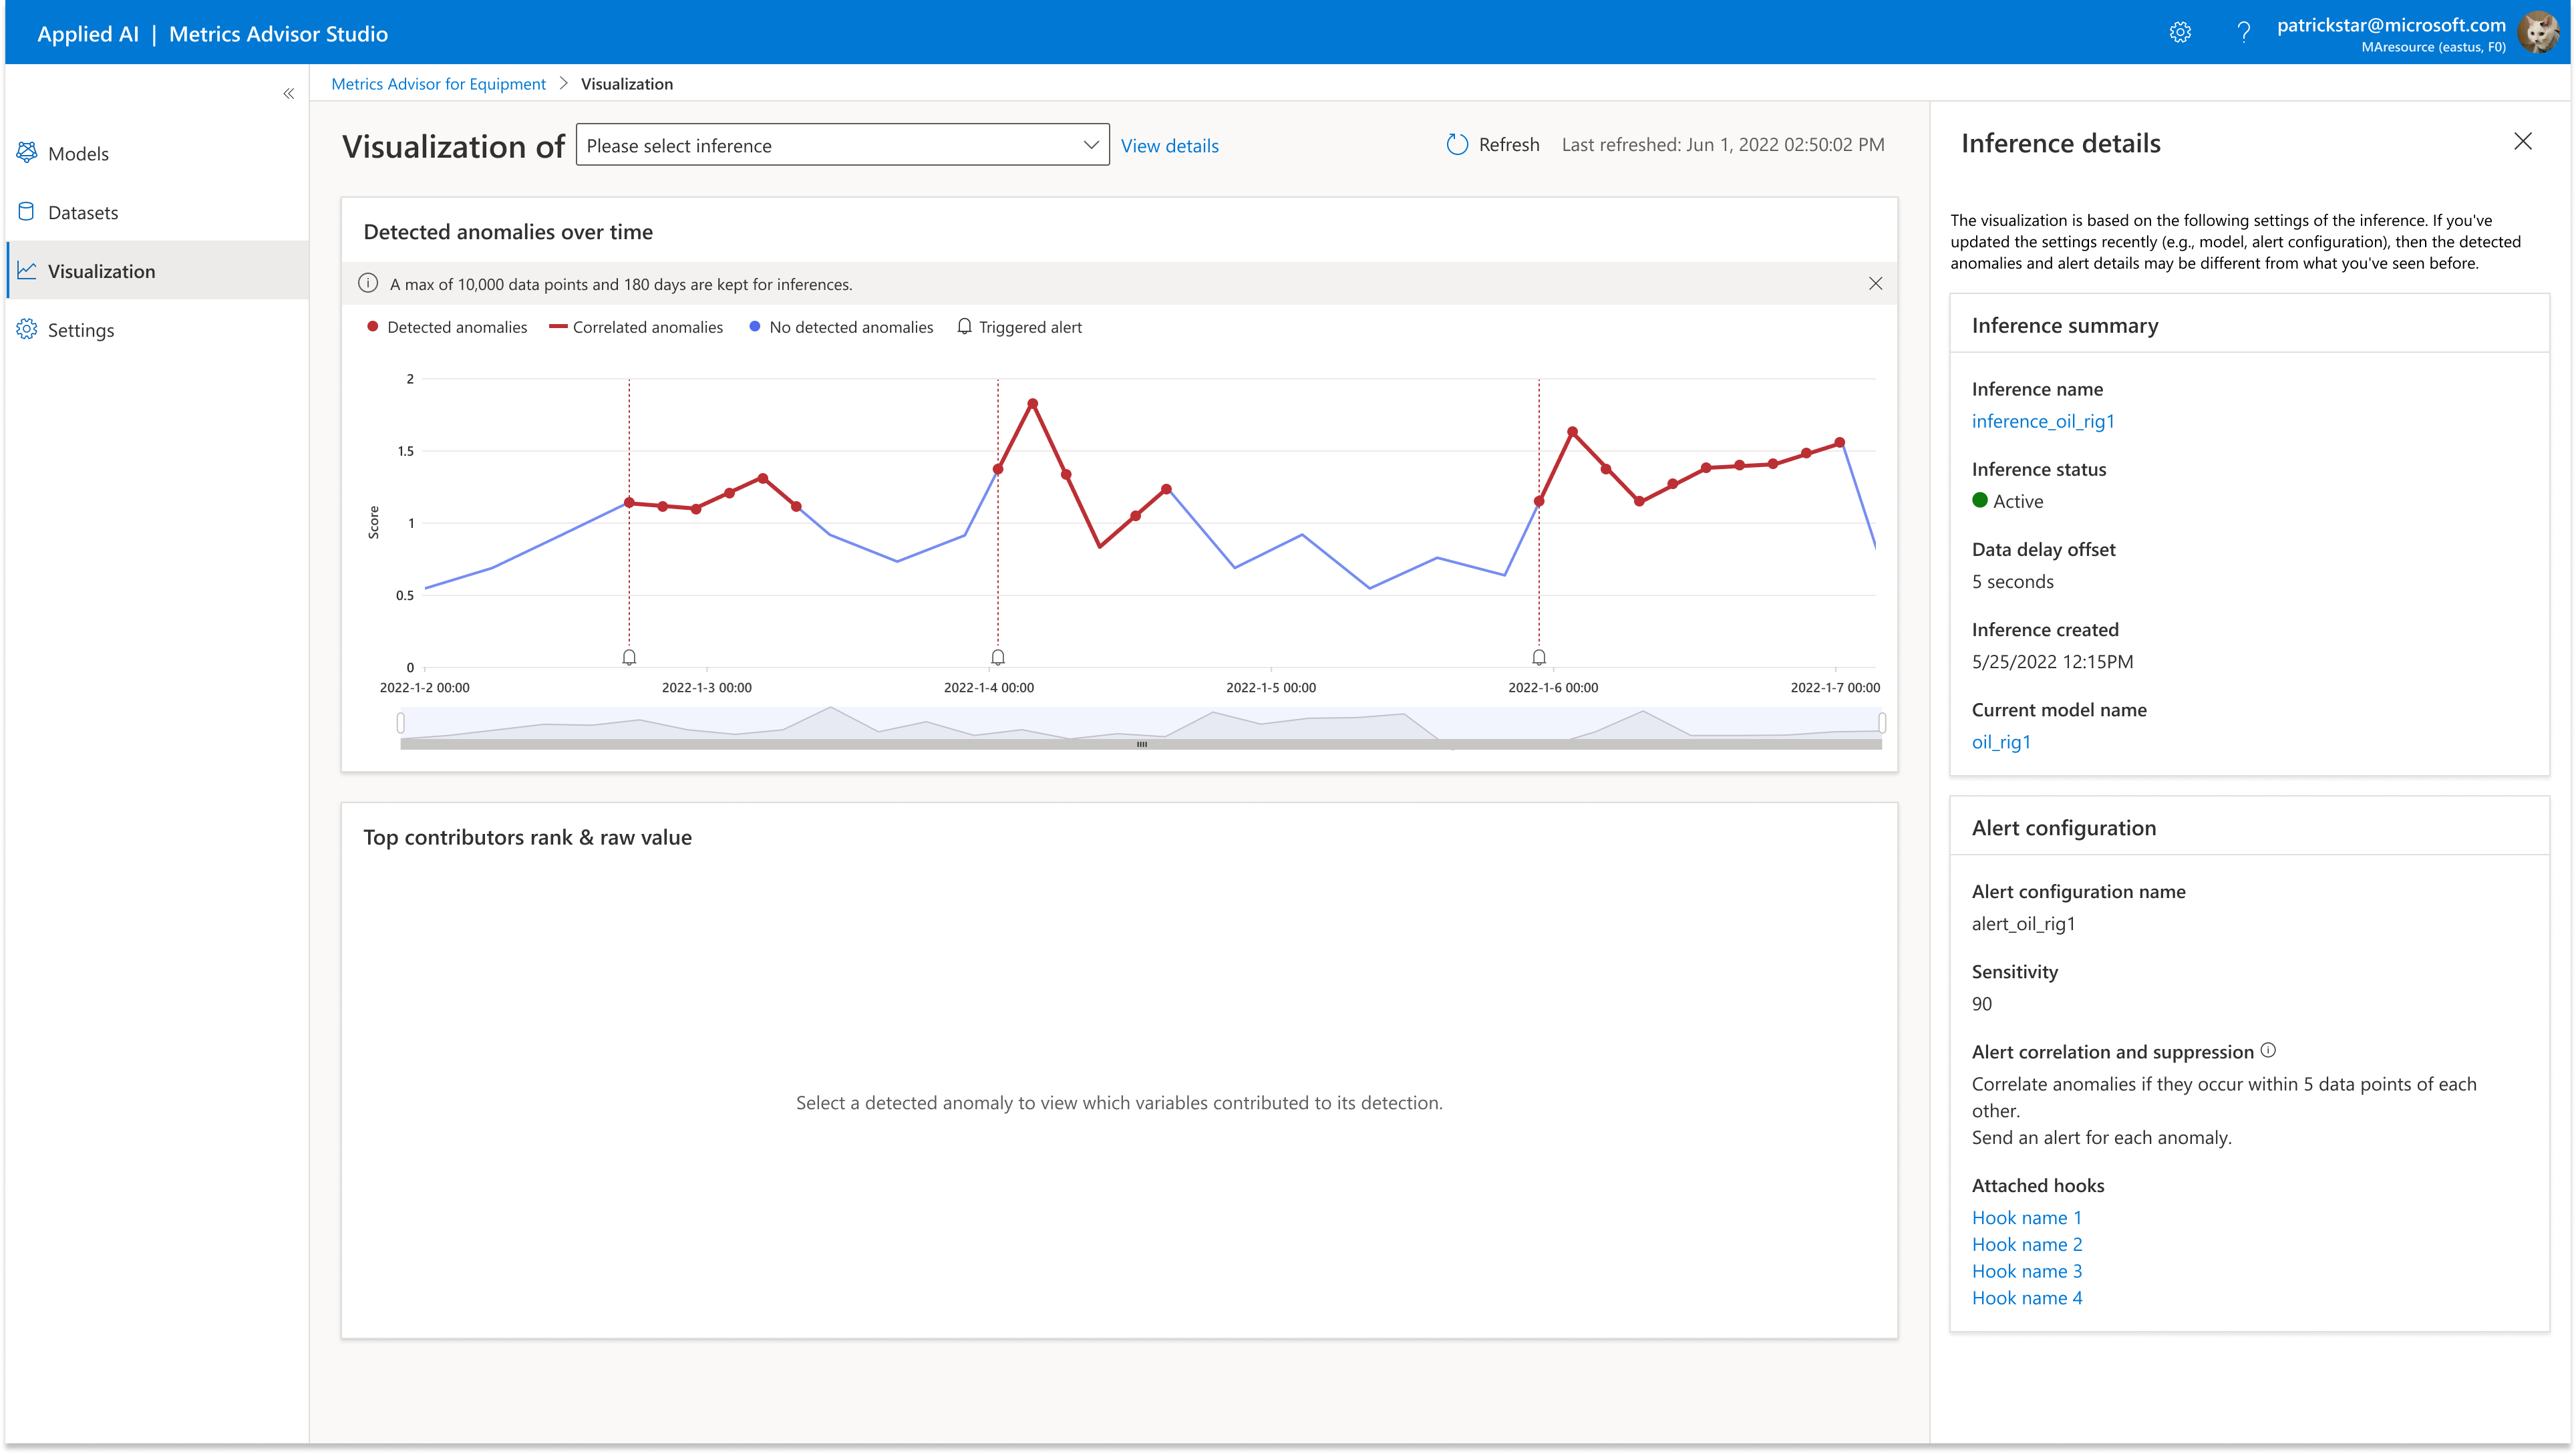 Applied AI | Metrics Advisor Studio
patrickstar@microsoft.com
MAresource (eastus, F0)
Metrics Advisor for Equipment > Visualization
Models
Datasets
Visualization
Settings
Visualization of
Please select inference
View details
Refresh
Last refreshed: Jun 1, 2022 02:50:02 PM
Detected anomalies over time
A max of 10,000 data points and 180 days are kept for inferences.
Detected anomalies
Correlated anomalies
No detected anomalies
Triggered alert
Score
2
1.5
1
0.5
0
2022-1-2 00:00
2022-1-3 00:00
2022-1-4 00:00
2022-1-5 00:00
2022-1-6 00:00
2022-1-7 00:00
Top contributors rank & raw value
Select a detected anomaly to view which variables contributed to its detection.
Inference details
The visualization is based on the following settings of the inference. If you've
updated the settings recently (e.g., model, alert configuration), then the detected
anomalies and alert details may be different from what you've seen before.
Inference summary
Inference name
inference_oil_rig1
Inference status
Active
Data delay offset
5 seconds
Inference created
5/25/2022 12:15PM
Current model name
oil_rig1
Alert configuration
Alert configuration name
alert_oil_rig1
Sensitivity
90
Alert correlation and suppression
Correlate anomalies if they occur within 5 data points of each
other.
Send an alert for each anomaly.
Attached hooks
Hook name 1
Hook name 2
Hook name 3
Hook name 4